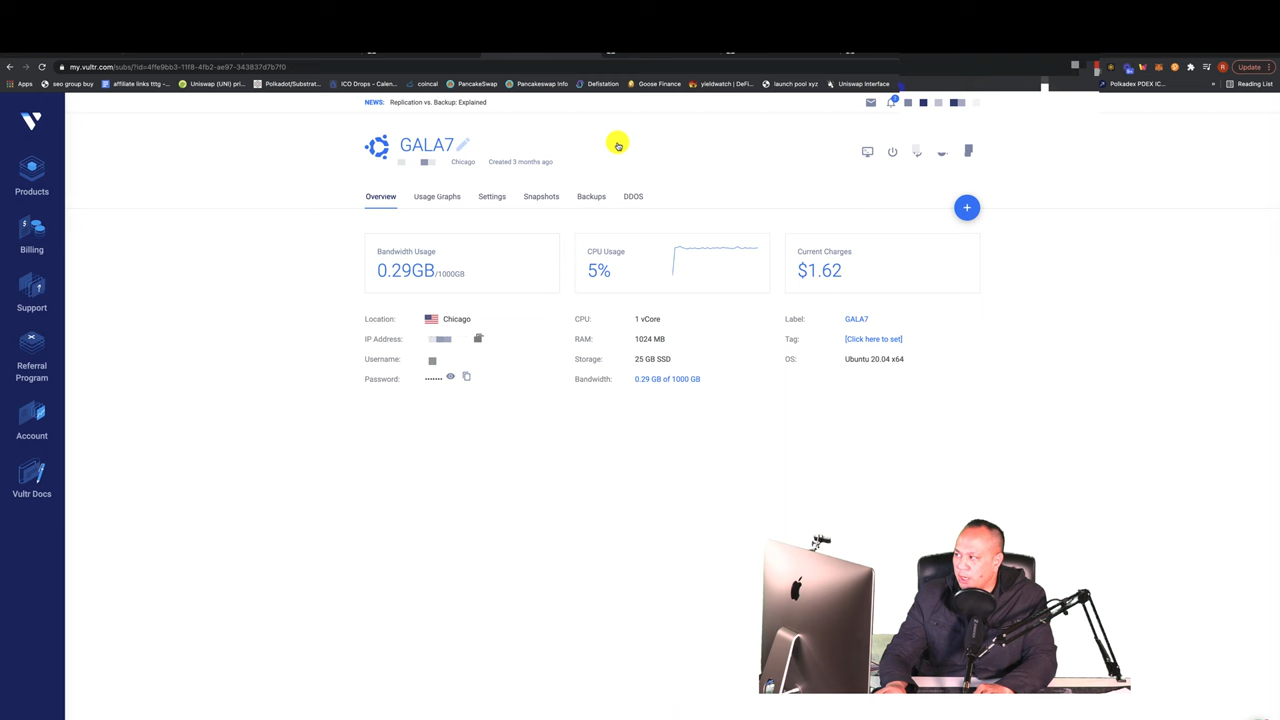 my.vultr.com/subs/?id=4ffe9bb3-11f8-4fb2-ae97-343837d7b7f0
Update
Apps
seo group buy
affiliate links tttg -...
Uniswap (UNI) pri...
Polkadot/Substrat...
ICO Drops - Calen...
coincal
PancakeSwap
Pancakeswap Info
Defistation
Goose Finance
yieldwatch | DeFi...
launch pool xyz
Uniswap Interface
Polkadex PDEX IC...
»
Reading List
NEWS: Replication vs. Backup: Explained
GALA7
Chicago Created 3 months ago
Products
Billing
Support
Referral
Program
Account
Vultr Docs
Overview Usage Graphs Settings Snapshots Backups DDOS
+
Bandwidth Usage
0.29GB/1000GB
CPU Usage
5%
Current Charges
$1.62
Location: Chicago
IP Address:
Username:
Password: •••••••
CPU: 1 vCore
RAM: 1024 MB
Storage: 25 GB SSD
Bandwidth: 0.29 GB of 1000 GB
Label: GALA7
Tag: [Click here to set]
OS: Ubuntu 20.04 x64